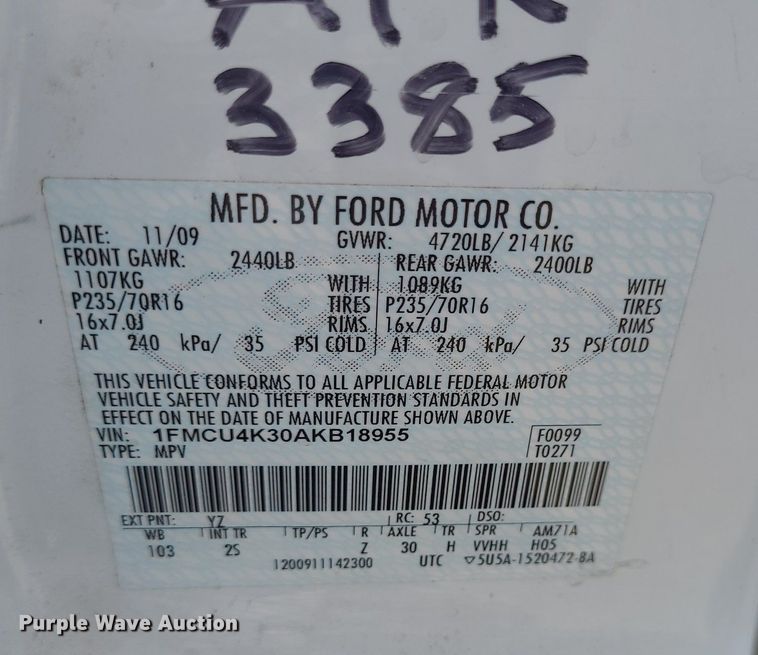 3385
MFD. BY FORD MOTOR CO.
DATE: 11/09 GVWR: 4720LB/ 2141KG
FRONT GAWR: 2440LB REAR GAWR: 2400LB
1107KG WITH 1089KG WITH
P235/70R16 TIRES P235/70R16 TIRES
16x7.0J RIMS 16x7.0J RIMS
AT 240 kPa/ 35 PSI COLD AT 240 kPa/ 35 PSI COLD
THIS VEHICLE CONFORMS TO ALL APPLICABLE FEDERAL MOTOR
VEHICLE SAFETY AND THEFT PREVENTION STANDARDS IN
EFFECT ON THE DATE OF MANUFACTURE SHOWN ABOVE.
VIN: 1FMCU4K30AKB18955 F0099
TYPE: MPV T0271
EXT PNT: YZ RC: 53 DSO:
WB INT TR TP/PS R AXLE TR SPR AM71A
103 2S Z 30 H VVHH H05
1200911142300 UTC ▽5U5A-1520472-BA
Purple Wave Auction